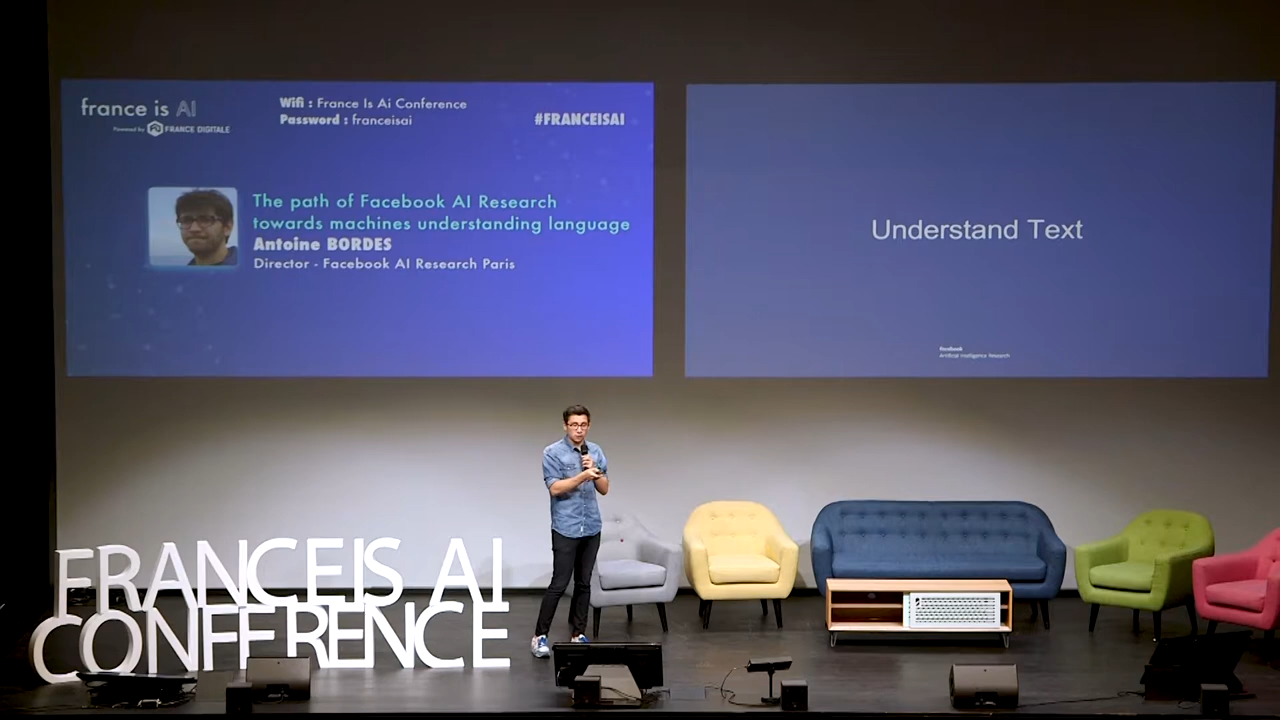 france is AI
Powered by FRANCE DIGITALE
Wifi : France Is Ai Conference
Password : franceisai
#FRANCEISAI
The path of Facebook AI Research
towards machines understanding language
Antoine BORDES
Director - Facebook AI Research Paris
Understand Text
Facebook
Artificial Intelligence Research
FRANCE IS AI
CONFERENCE